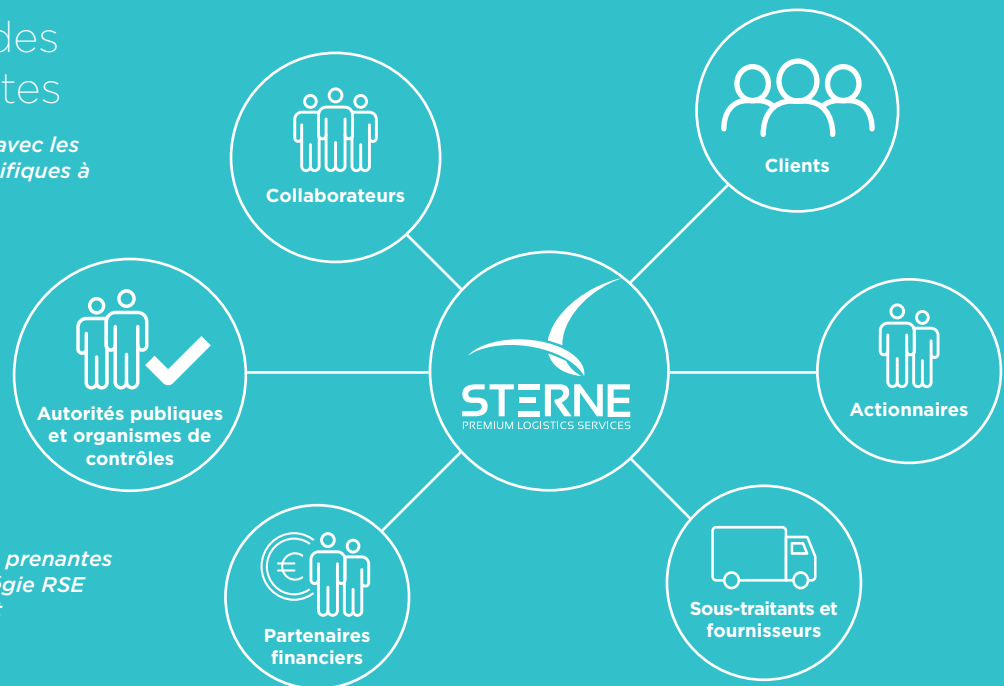 des
tes
avec les
ifiques à
Collaborateurs
Clients
Autorités publiques
et organismes de
contrôles
STERNE
PREMIUM LOGISTICS SERVICES
Actionnaires
prenantes
égie RSE
Partenaires
financiers
€
Sous-traitants et
fournisseurs